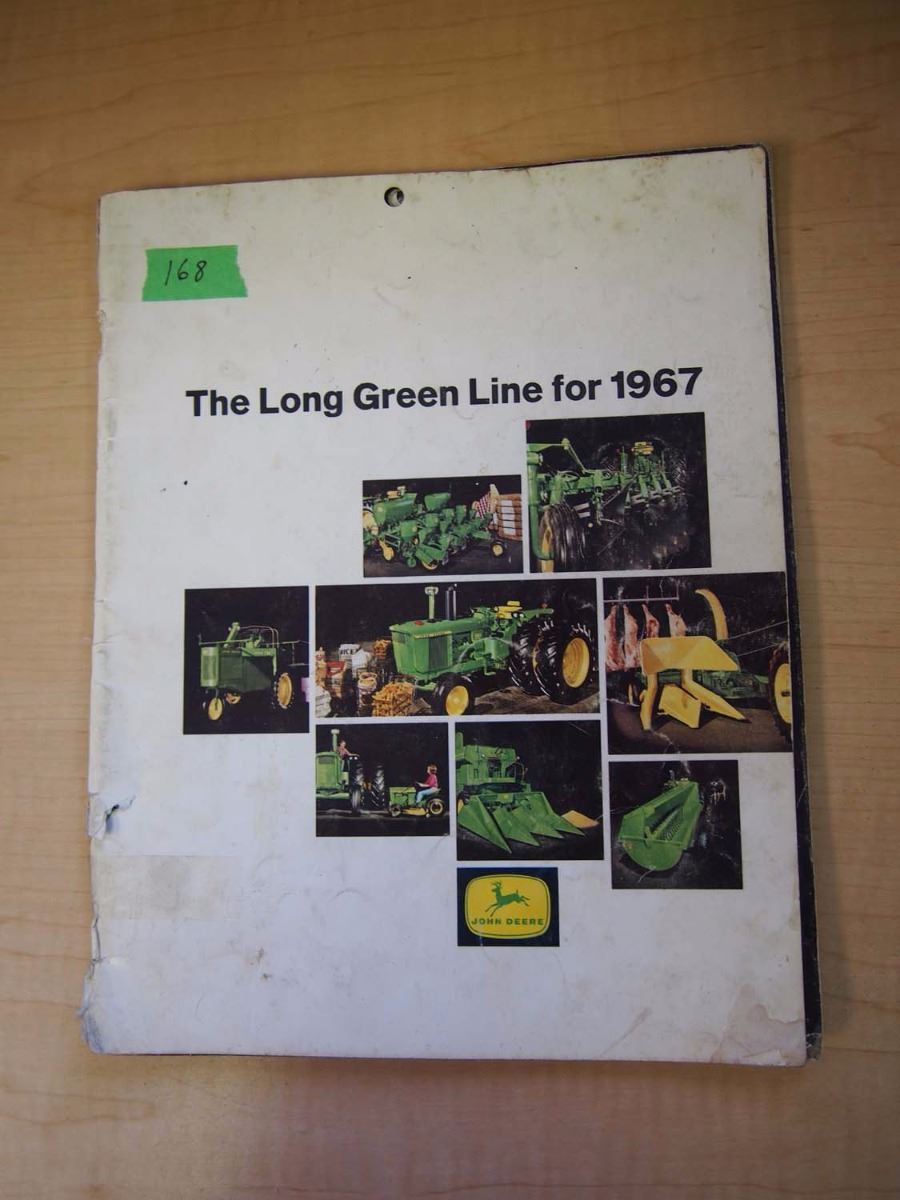 168
The Long Green Line for 1967
JOHN DEERE